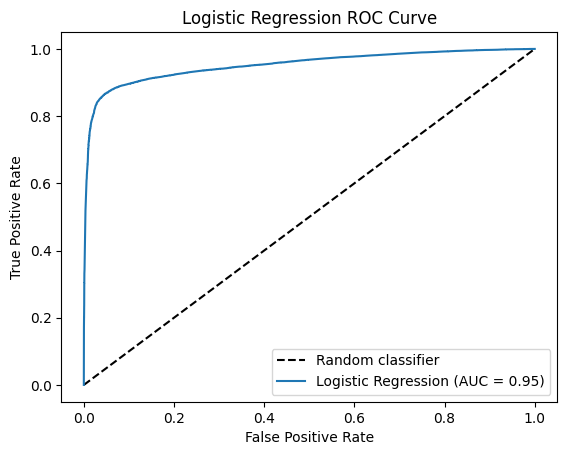 Logistic Regression ROC Curve
True Positive Rate
1.0
0.8
0.6
0.4
0.2
0.0
Random classifier
Logistic Regression (AUC = 0.95)
0.0 0.2 0.4 0.6 0.8 1.0
False Positive Rate